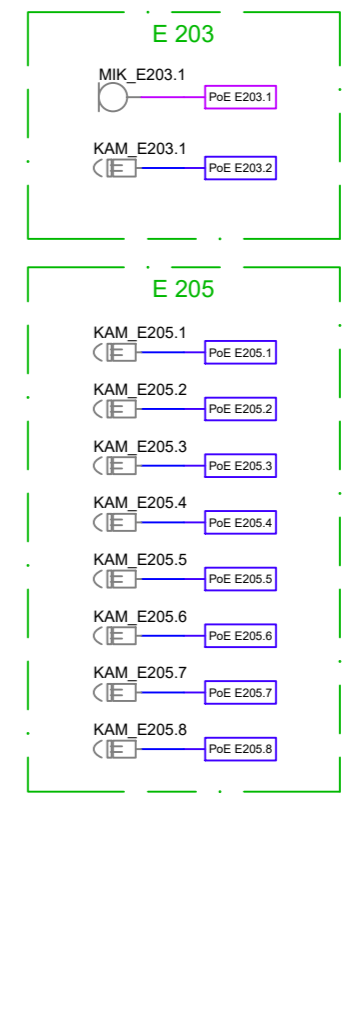 E 203
MIK_E203.1
PoE E203.1
KAM_E203.1
PoE E203.2
E 205
KAM_E205.1
PoE E205.1
KAM_E205.2
PoE E205.2
KAM_E205.3
PoE E205.3
KAM_E205.4
PoE E205.4
KAM_E205.5
PoE E205.5
KAM_E205.6
PoE E205.6
KAM_E205.7
PoE E205.7
KAM_E205.8
PoE E205.8